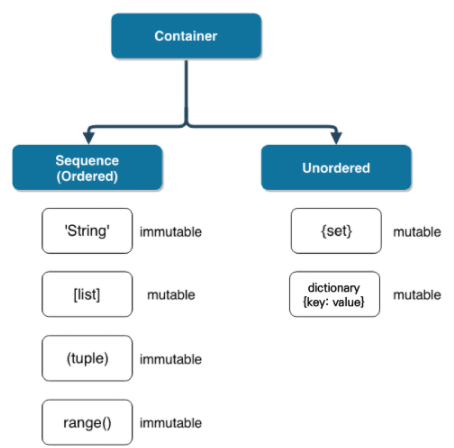 Container
Sequence
(Ordered)
Unordered
'String'
immutable
{set}
mutable
[list]
mutable
dictionary
{key: value}
mutable
(tuple)
immutable
range()
immutable